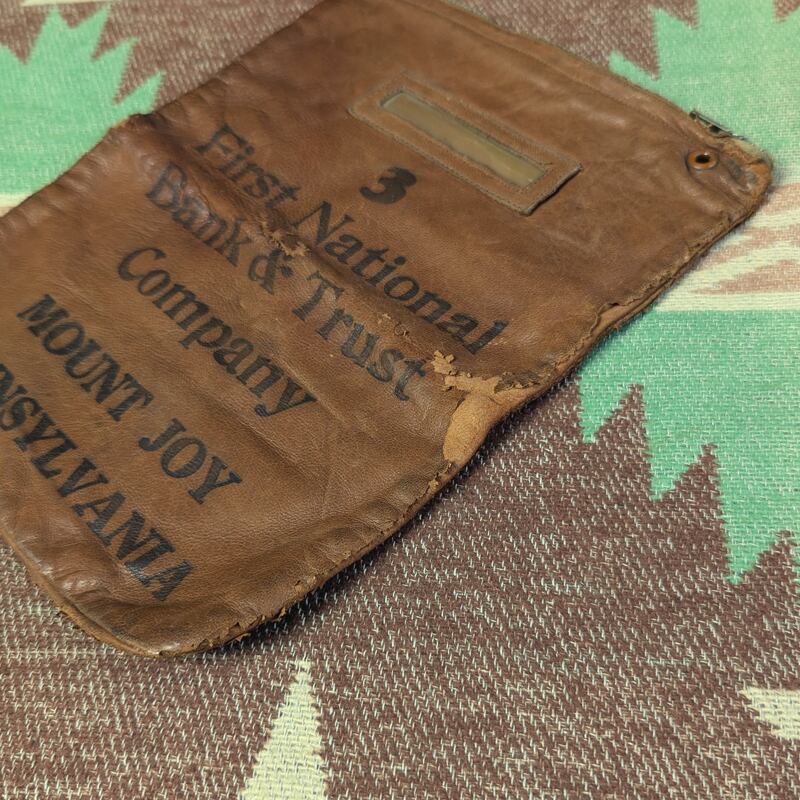 3
First National
Bank & Trust
Company
MOUNT JOY
NSYLVANIA